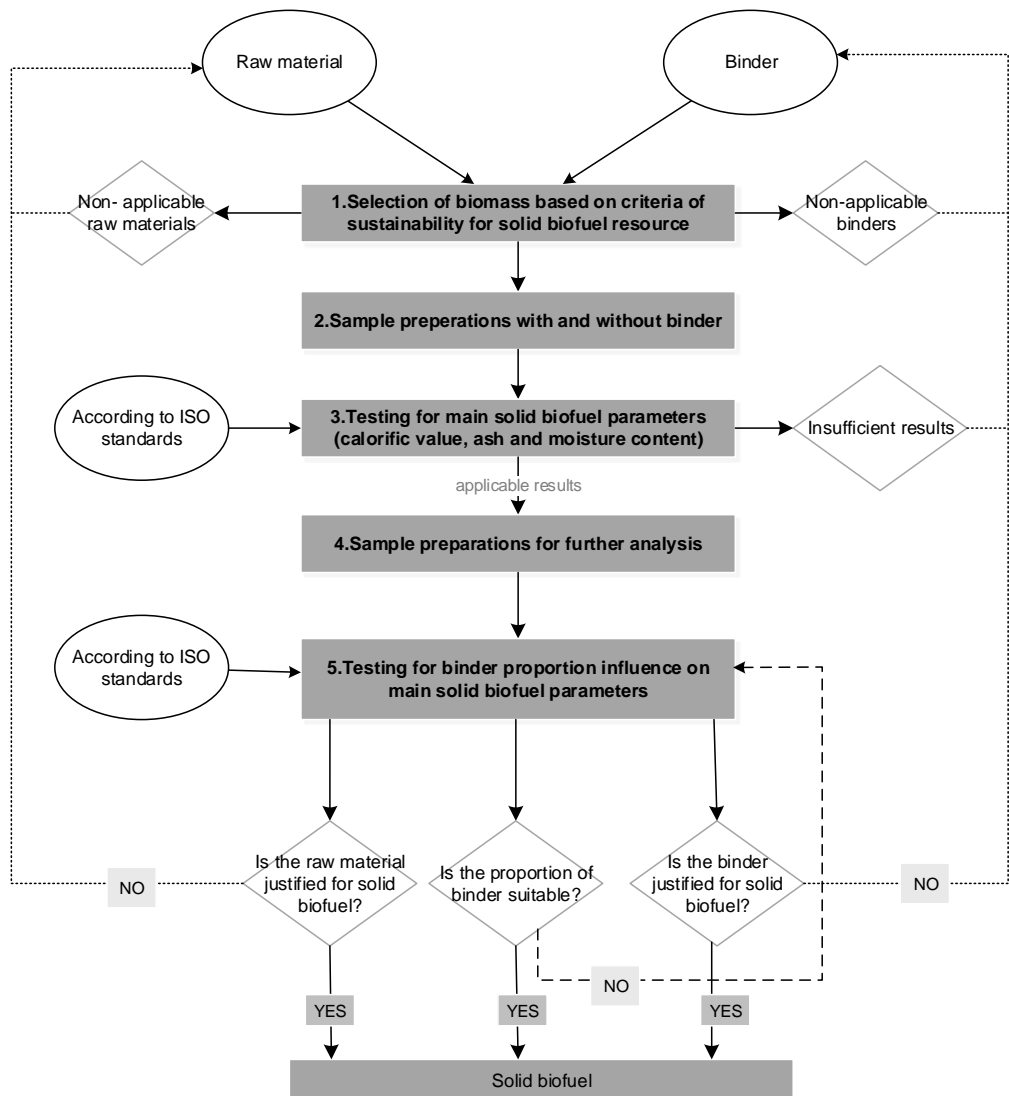 Raw material
Binder
Non- applicable
raw materials
1.Selection of biomass based on criteria of
sustainability for solid biofuel resource
Non-applicable
binders
2.Sample preperations with and without binder
According to ISO
standards
3.Testing for main solid biofuel parameters
(calorific value, ash and moisture content)
Insufficient results
applicable results
4.Sample preparations for further analysis
According to ISO
standards
5.Testing for binder proportion influence on
main solid biofuel parameters
Is the raw material
justified for solid
biofuel?
Is the proportion of
binder suitable?
Is the binder
justified for solid
biofuel?
NO
NO
NO
YES
YES
YES
Solid biofuel